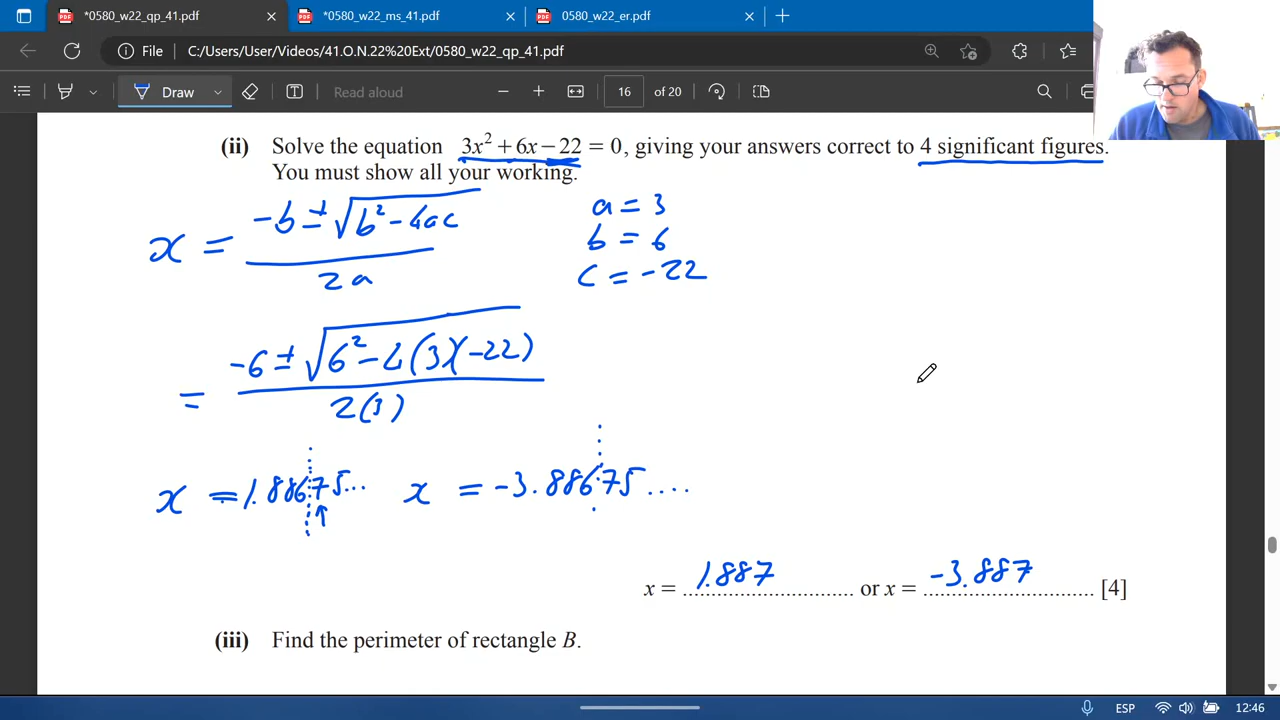 *0580_w22_qp_41.pdf
*0580_w22_ms_41.pdf
0580_w22_er.pdf
File
C:/Users/User/Videos/41.O.N.22%20Ext/0580_w22_qp_41.pdf
Draw
Read aloud
16 of 20
(ii) Solve the equation 3x² + 6x − 22 = 0, giving your answers correct to 4 significant figures.
You must show all your working.
x = (-b ± √(b² - 4ac)) / 2a
a = 3
b = 6
c = -22
= (-6 ± √(6² - 4(3)(-22))) / 2(3)
x = 1.88675... x = -3.88675....
x = 1.887 or x = -3.887 [4]
(iii) Find the perimeter of rectangle B.
ESP 12:46